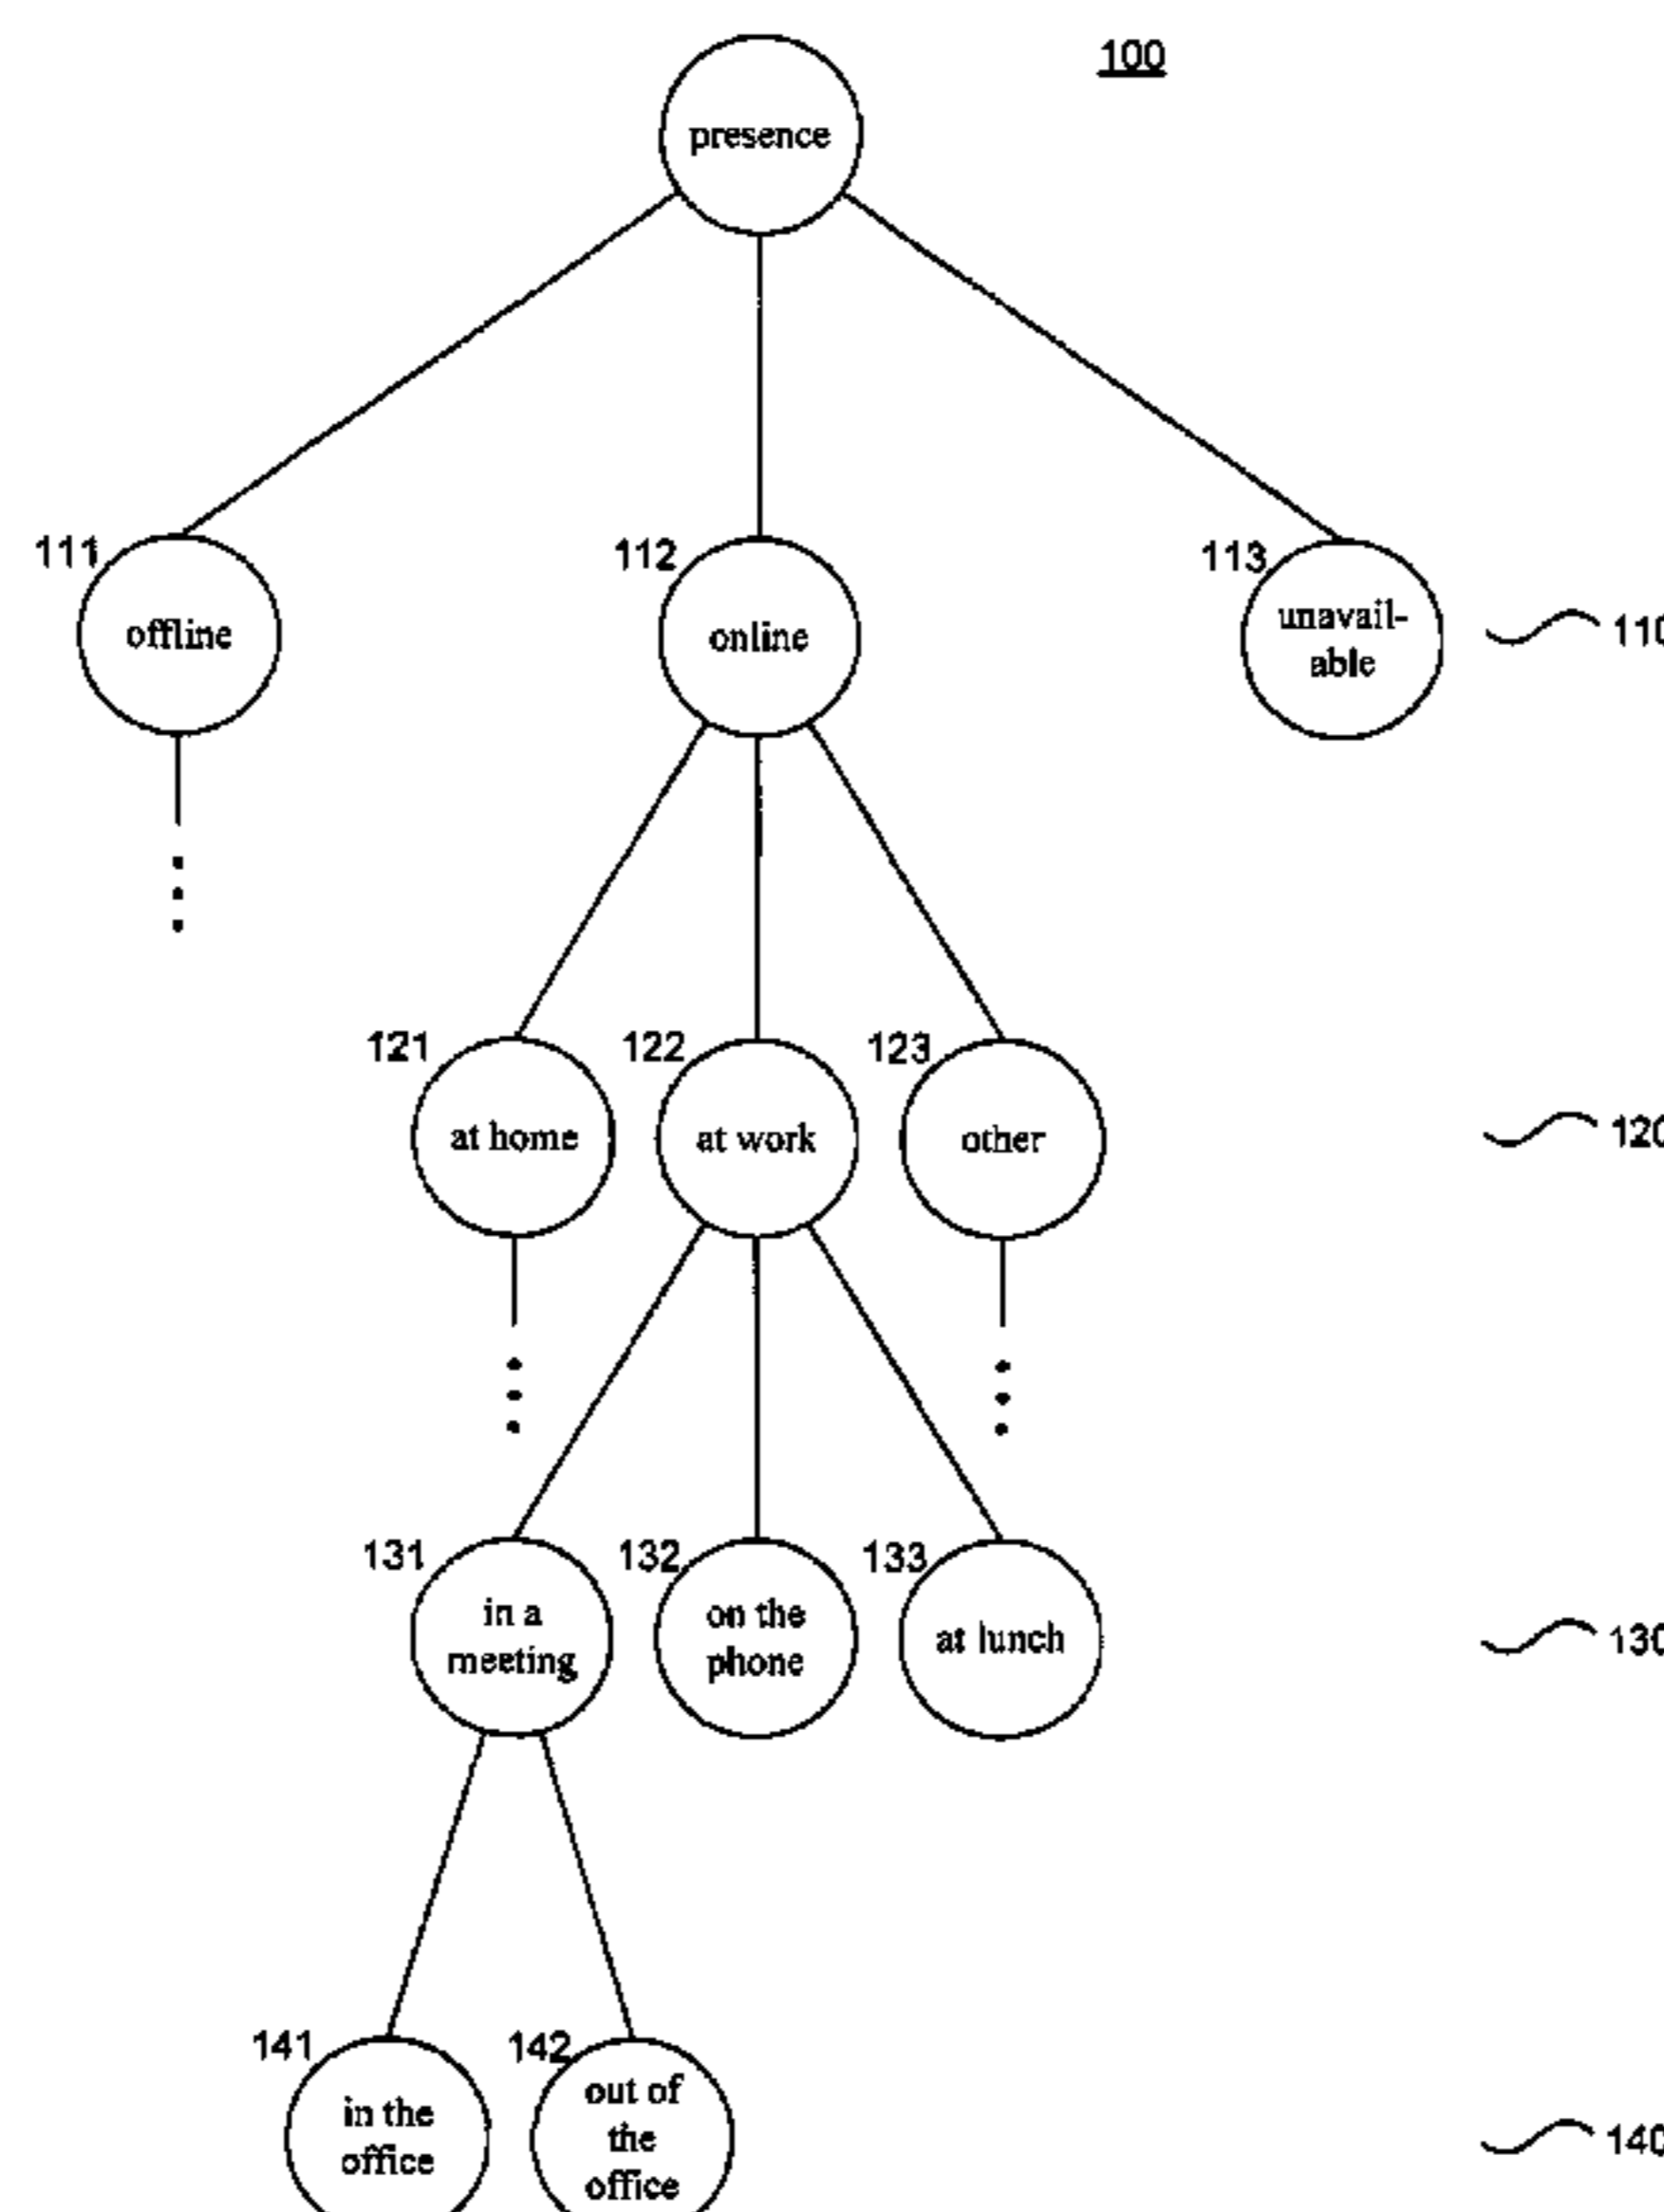 100
presence
111
offline
112
online
113
unavail-
able
110
121
at home
122
at work
123
other
120
131
in a
meeting
132
on the
phone
133
at lunch
130
141
in the
office
142
out of
the
office
140